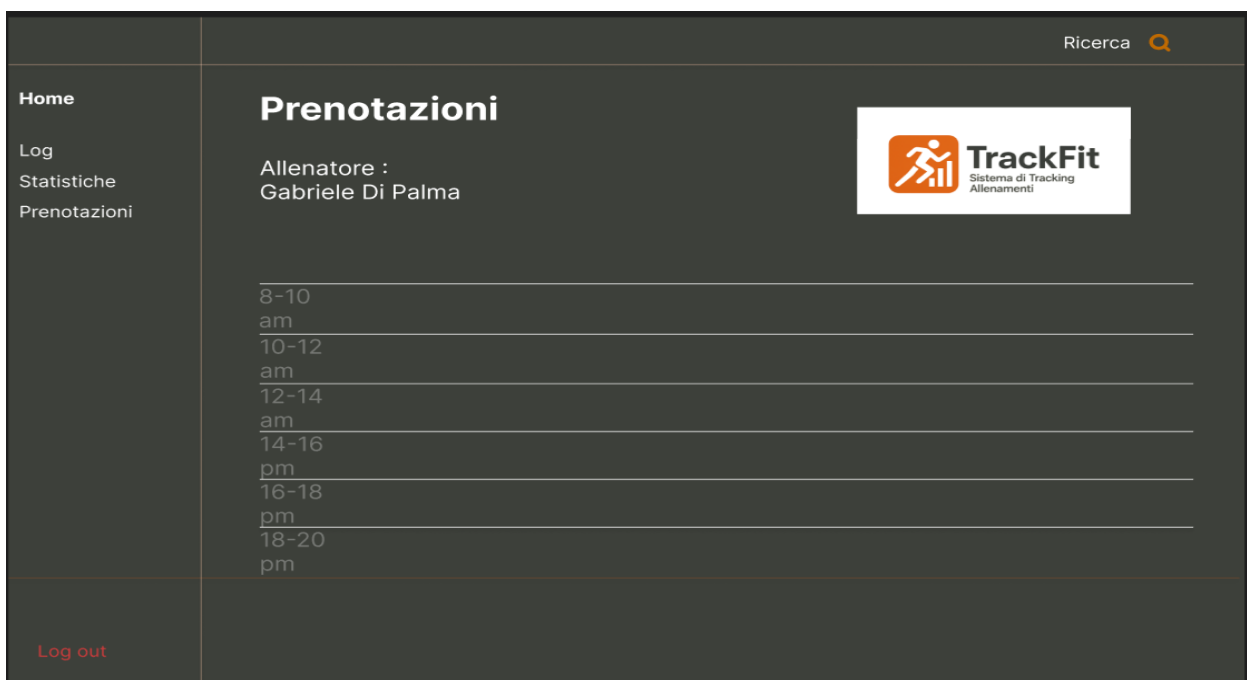 Ricerca
Home
Log
Statistiche
Prenotazioni
Prenotazioni
Allenatore :
Gabriele Di Palma
TrackFit
Sistema di Tracking
Allenamenti
8-10
am
10-12
am
12-14
am
14-16
pm
16-18
pm
18-20
pm
Log out